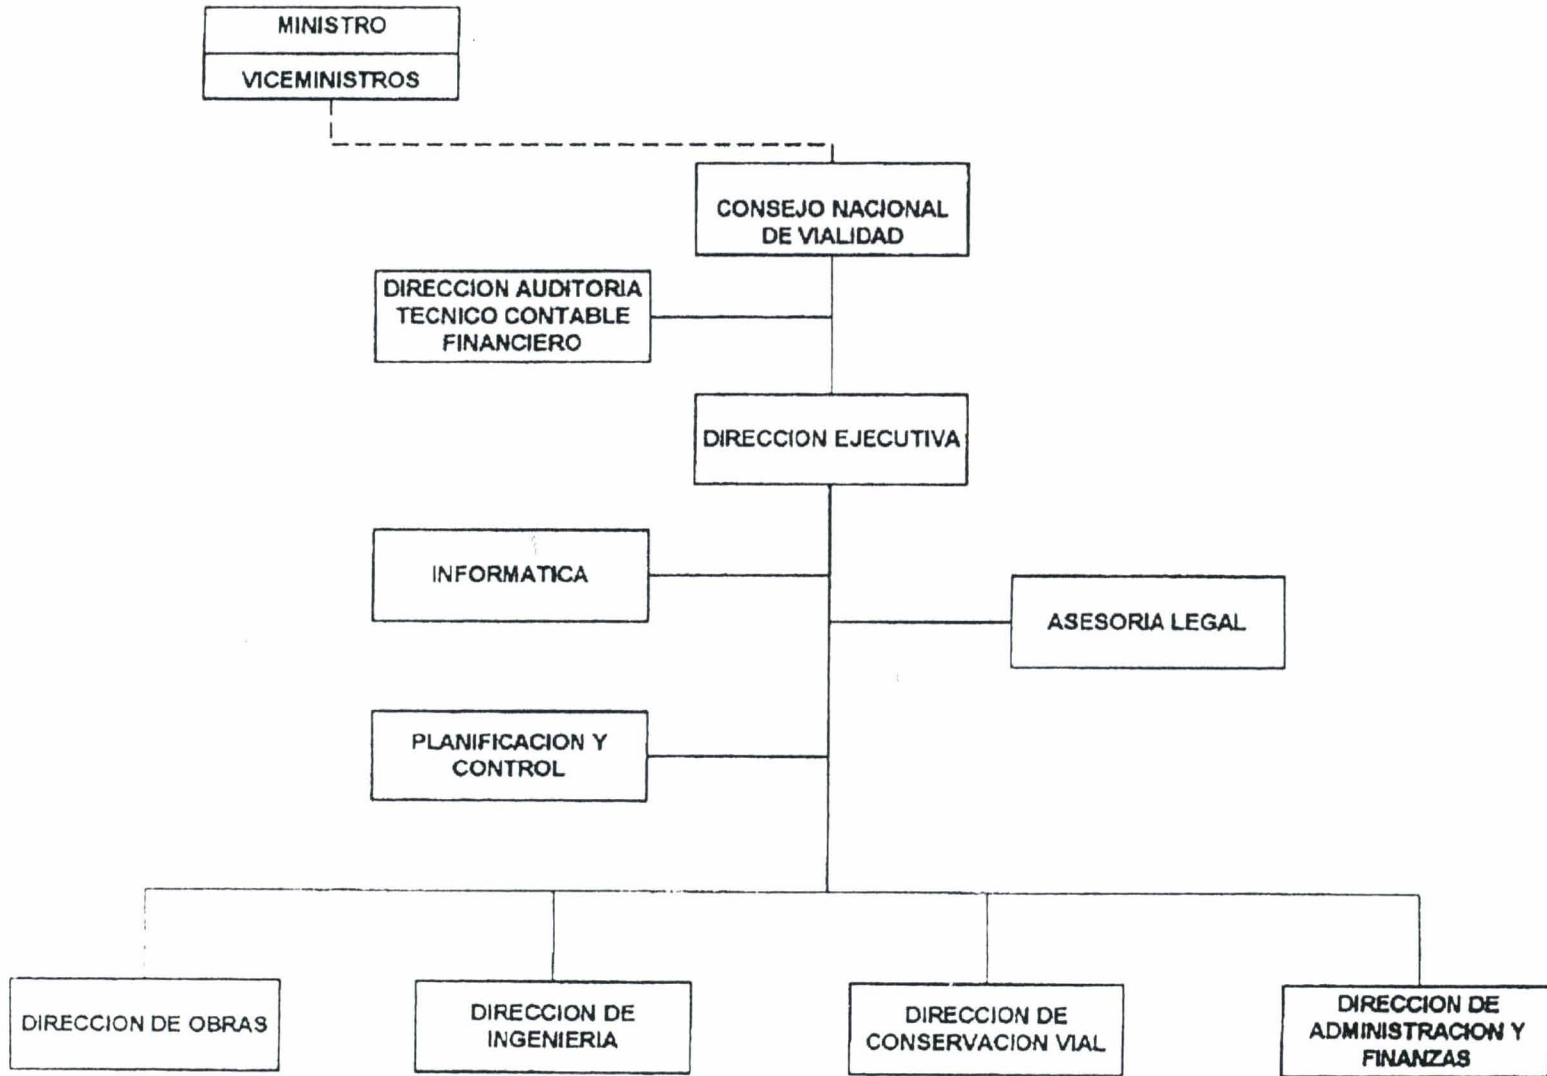 MINISTRO
VICEMINISTROS
CONSEJO NACIONAL
DE VIALIDAD
DIRECCION AUDITORIA
TECNICO CONTABLE
FINANCIERO
DIRECCION EJECUTIVA
INFORMATICA
ASESORIA LEGAL
PLANIFICACION Y
CONTROL
DIRECCION DE OBRAS
DIRECCION DE
INGENIERIA
DIRECCION DE
CONSERVACION VIAL
DIRECCION DE
ADMINISTRACION Y
FINANZAS